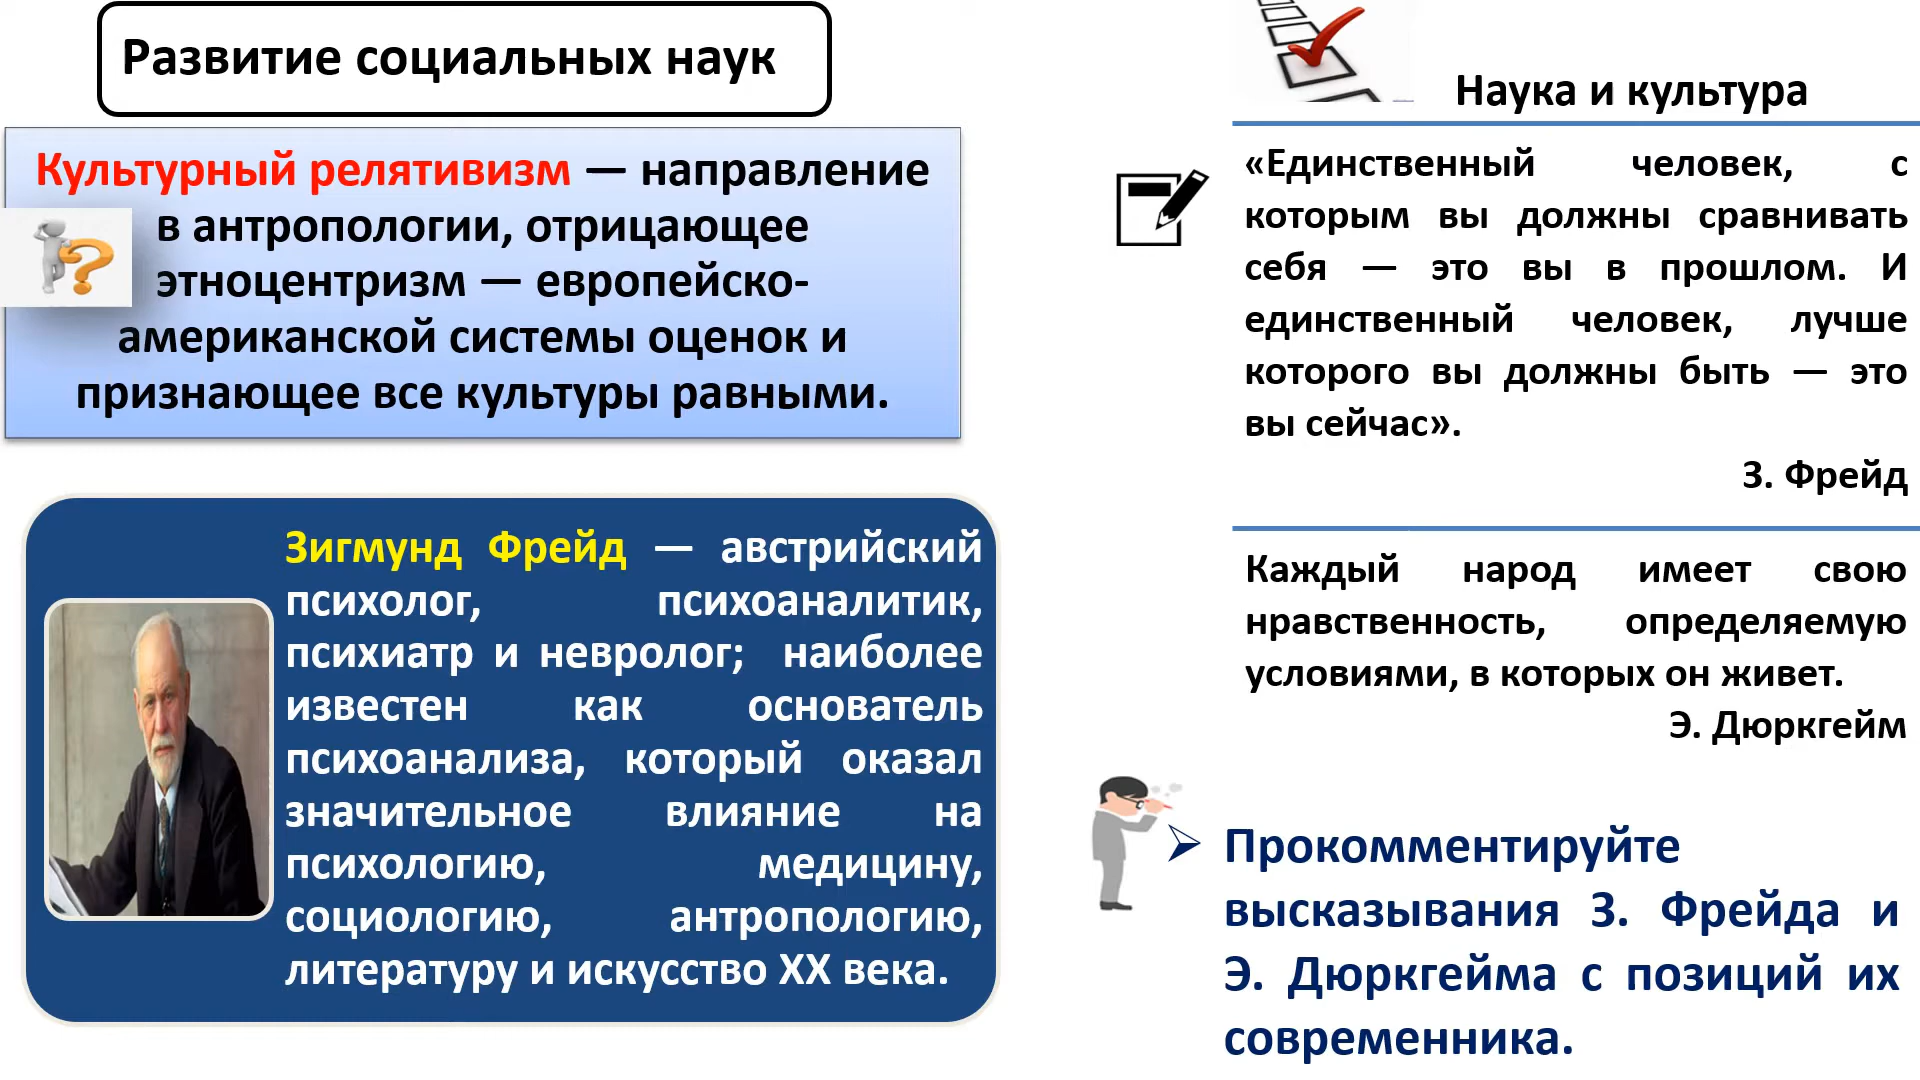 Развитие социальных наук
Культурный релятивизм — направление
в антропологии, отрицающее
этноцентризм — европейско-
американской системы оценок и
признающее все культуры равными.
Зигмунд Фрейд — австрийский
психолог, психоаналитик,
психиатр и невролог; наиболее
известен как основатель
психоанализа, который оказал
значительное влияние на
психологию, медицину,
социологию, антропологию,
литературу и искусство XX века.
Наука и культура
«Единственный человек, с
которым вы должны сравнивать
себя — это вы в прошлом. И
единственный человек, лучше
которого вы должны быть — это
вы сейчас».
З. Фрейд
Каждый народ имеет свою
нравственность, определяемую
условиями, в которых он живет.
Э. Дюркгейм
Прокомментируйте
высказывания З. Фрейда и
Э. Дюркгейма с позиций их
современника.